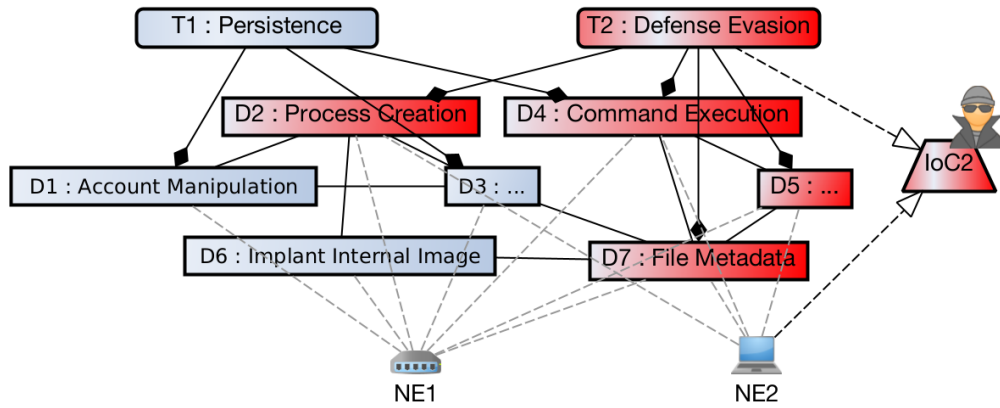 T1 : Persistence
T2 : Defense Evasion
D2 : Process Creation
D4 : Command Execution
IoC2
D1 : Account Manipulation
D3 : ...
D5 : ...
D6 : Implant Internal Image
D7 : File Metadata
NE1
NE2